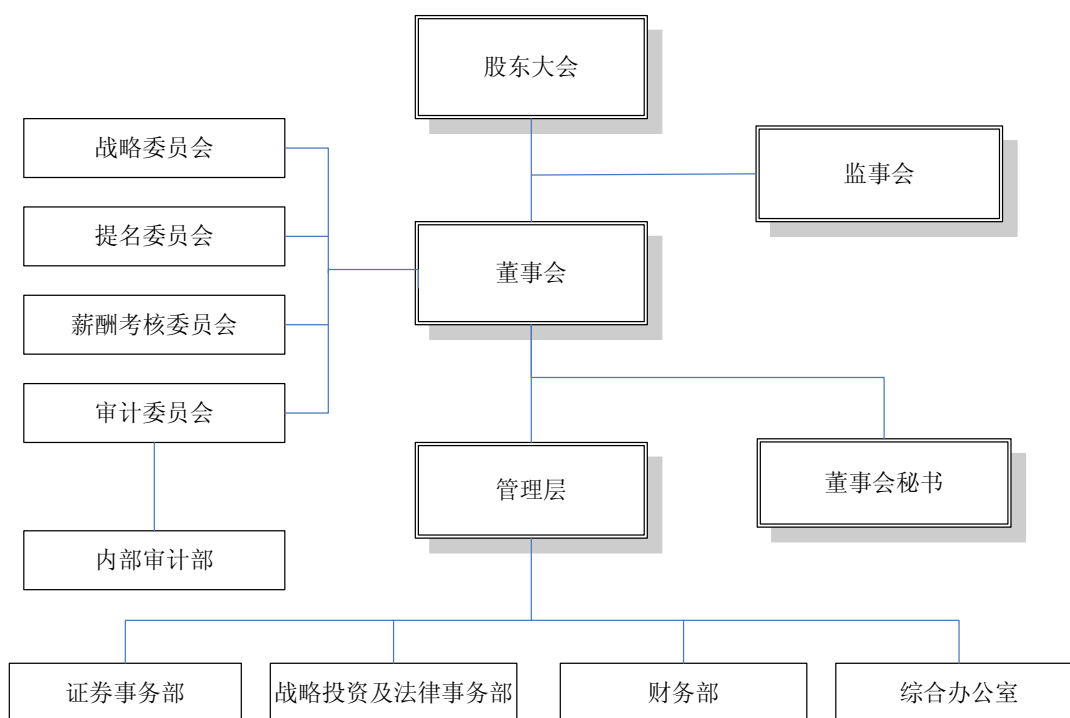 股东大会
战略委员会
监事会
提名委员会
董事会
薪酬考核委员会
审计委员会
管理层
董事会秘书
内部审计部
证券事务部
战略投资及法律事务部
财务部
综合办公室